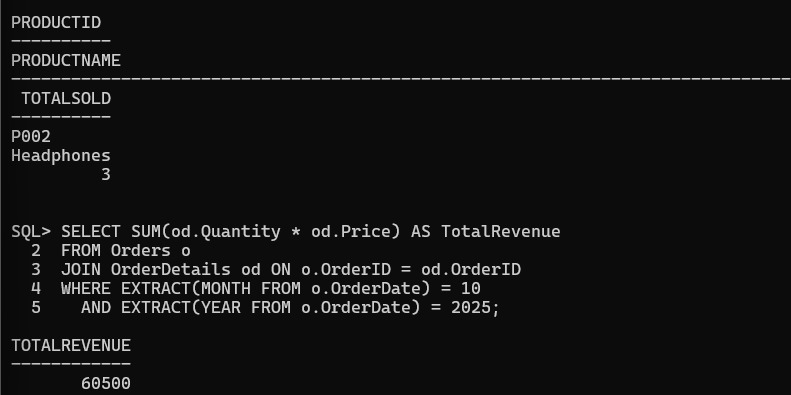 PRODUCTID
----------
PRODUCTNAME
--------------------------------------------------------------------------------
 TOTALSOLD
----------
P002
Headphones
         3
SQL> SELECT SUM(od.Quantity * od.Price) AS TotalRevenue
  2  FROM Orders o
  3  JOIN OrderDetails od ON o.OrderID = od.OrderID
  4  WHERE EXTRACT(MONTH FROM o.OrderDate) = 10
  5    AND EXTRACT(YEAR FROM o.OrderDate) = 2025;
TOTALREVENUE
------------
       60500